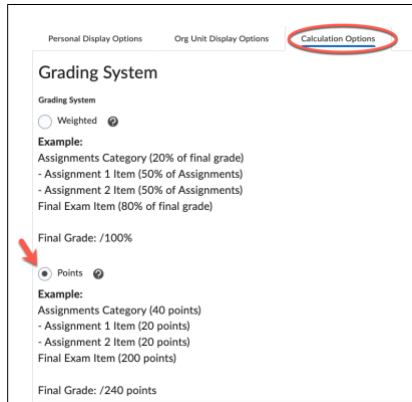 Personal Display Options Org Unit Display Options Calculation Options
Grading System
Grading System
Weighted
Example:
Assignments Category (20% of final grade)
- Assignment 1 Item (50% of Assignments)
- Assignment 2 Item (50% of Assignments)
Final Exam Item (80% of final grade)
Final Grade: /100%
Points
Example:
Assignments Category (40 points)
- Assignment 1 Item (20 points)
- Assignment 2 Item (20 points)
Final Exam Item (200 points)
Final Grade: /240 points